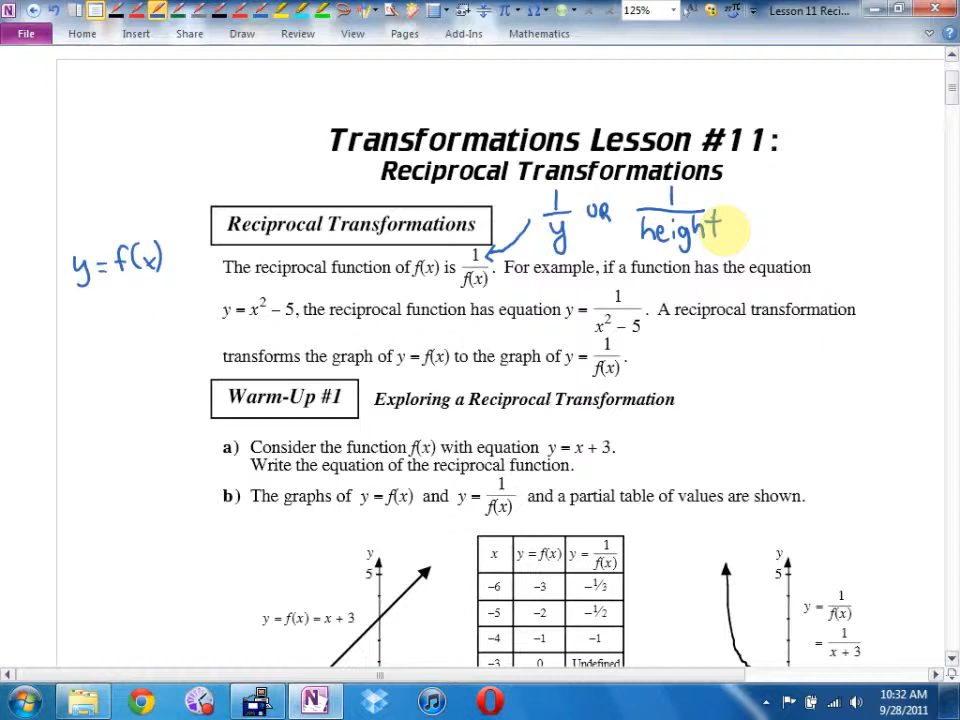 125%
Lesson 11 Reci...
File Home Insert Share Draw Review View Pages Add-Ins Mathematics
Transformations Lesson #11:
Reciprocal Transformations
Reciprocal Transformations
1/y OR 1/height
y = f(x)
The reciprocal function of f(x) is 1/f(x). For example, if a function has the equation
y = x² – 5, the reciprocal function has equation y = 1/(x² – 5). A reciprocal transformation
transforms the graph of y = f(x) to the graph of y = 1/f(x).
Warm-Up #1 Exploring a Reciprocal Transformation
a) Consider the function f(x) with equation y = x + 3.
Write the equation of the reciprocal function.
b) The graphs of y = f(x) and y = 1/f(x) and a partial table of values are shown.
y
5
y = f(x) = x + 3
x y = f(x) y = 1/f(x)
–6 –3 –1/3
–5 –2 –1/2
–4 –1 –1
–3 0 Undefined
y
5
y = 1/f(x)
= 1/(x + 3)
10:32 AM
9/28/2011